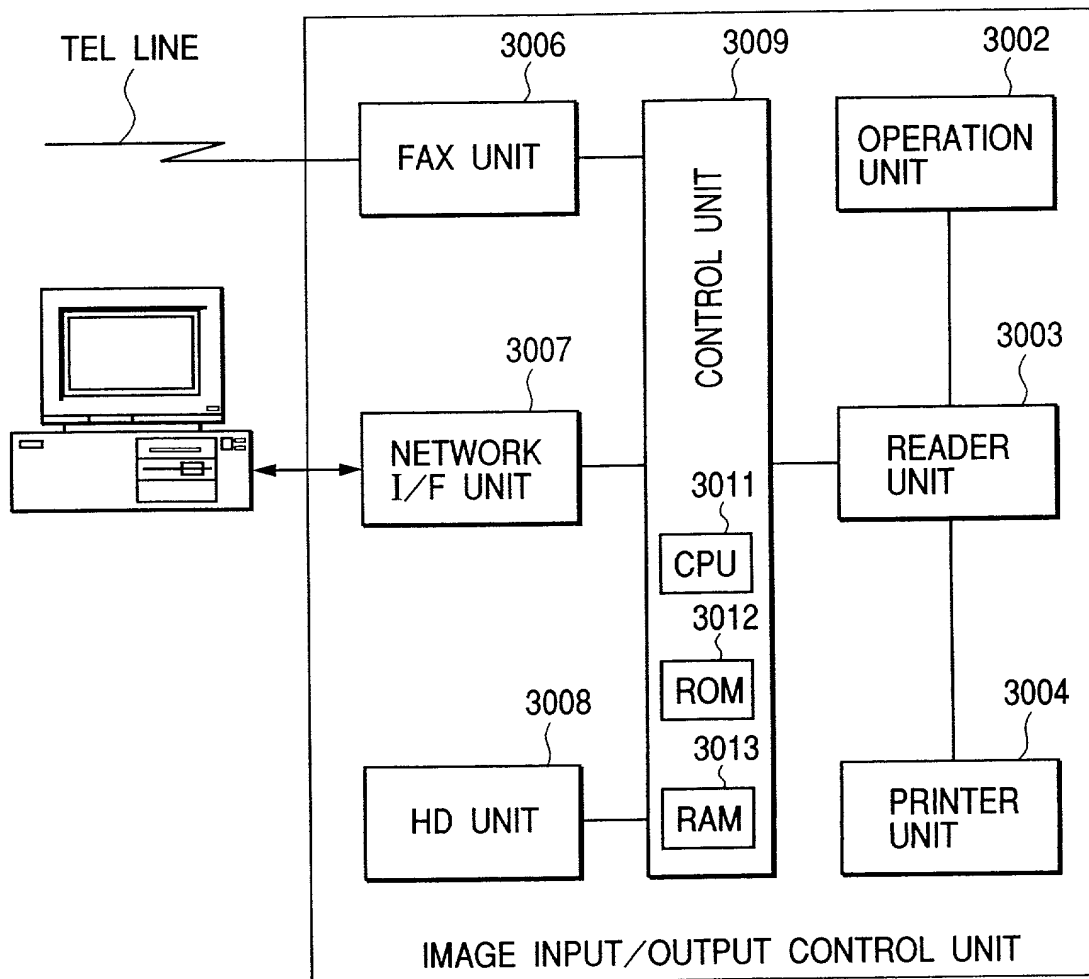 TEL LINE
3006
3009
3002
FAX UNIT
CONTROL UNIT
OPERATION
UNIT
3007
3003
NETWORK
I/F UNIT
READER
UNIT
3011
CPU
3012
ROM
3008
3004
3013
HD UNIT
RAM
PRINTER
UNIT
IMAGE INPUT/OUTPUT CONTROL UNIT